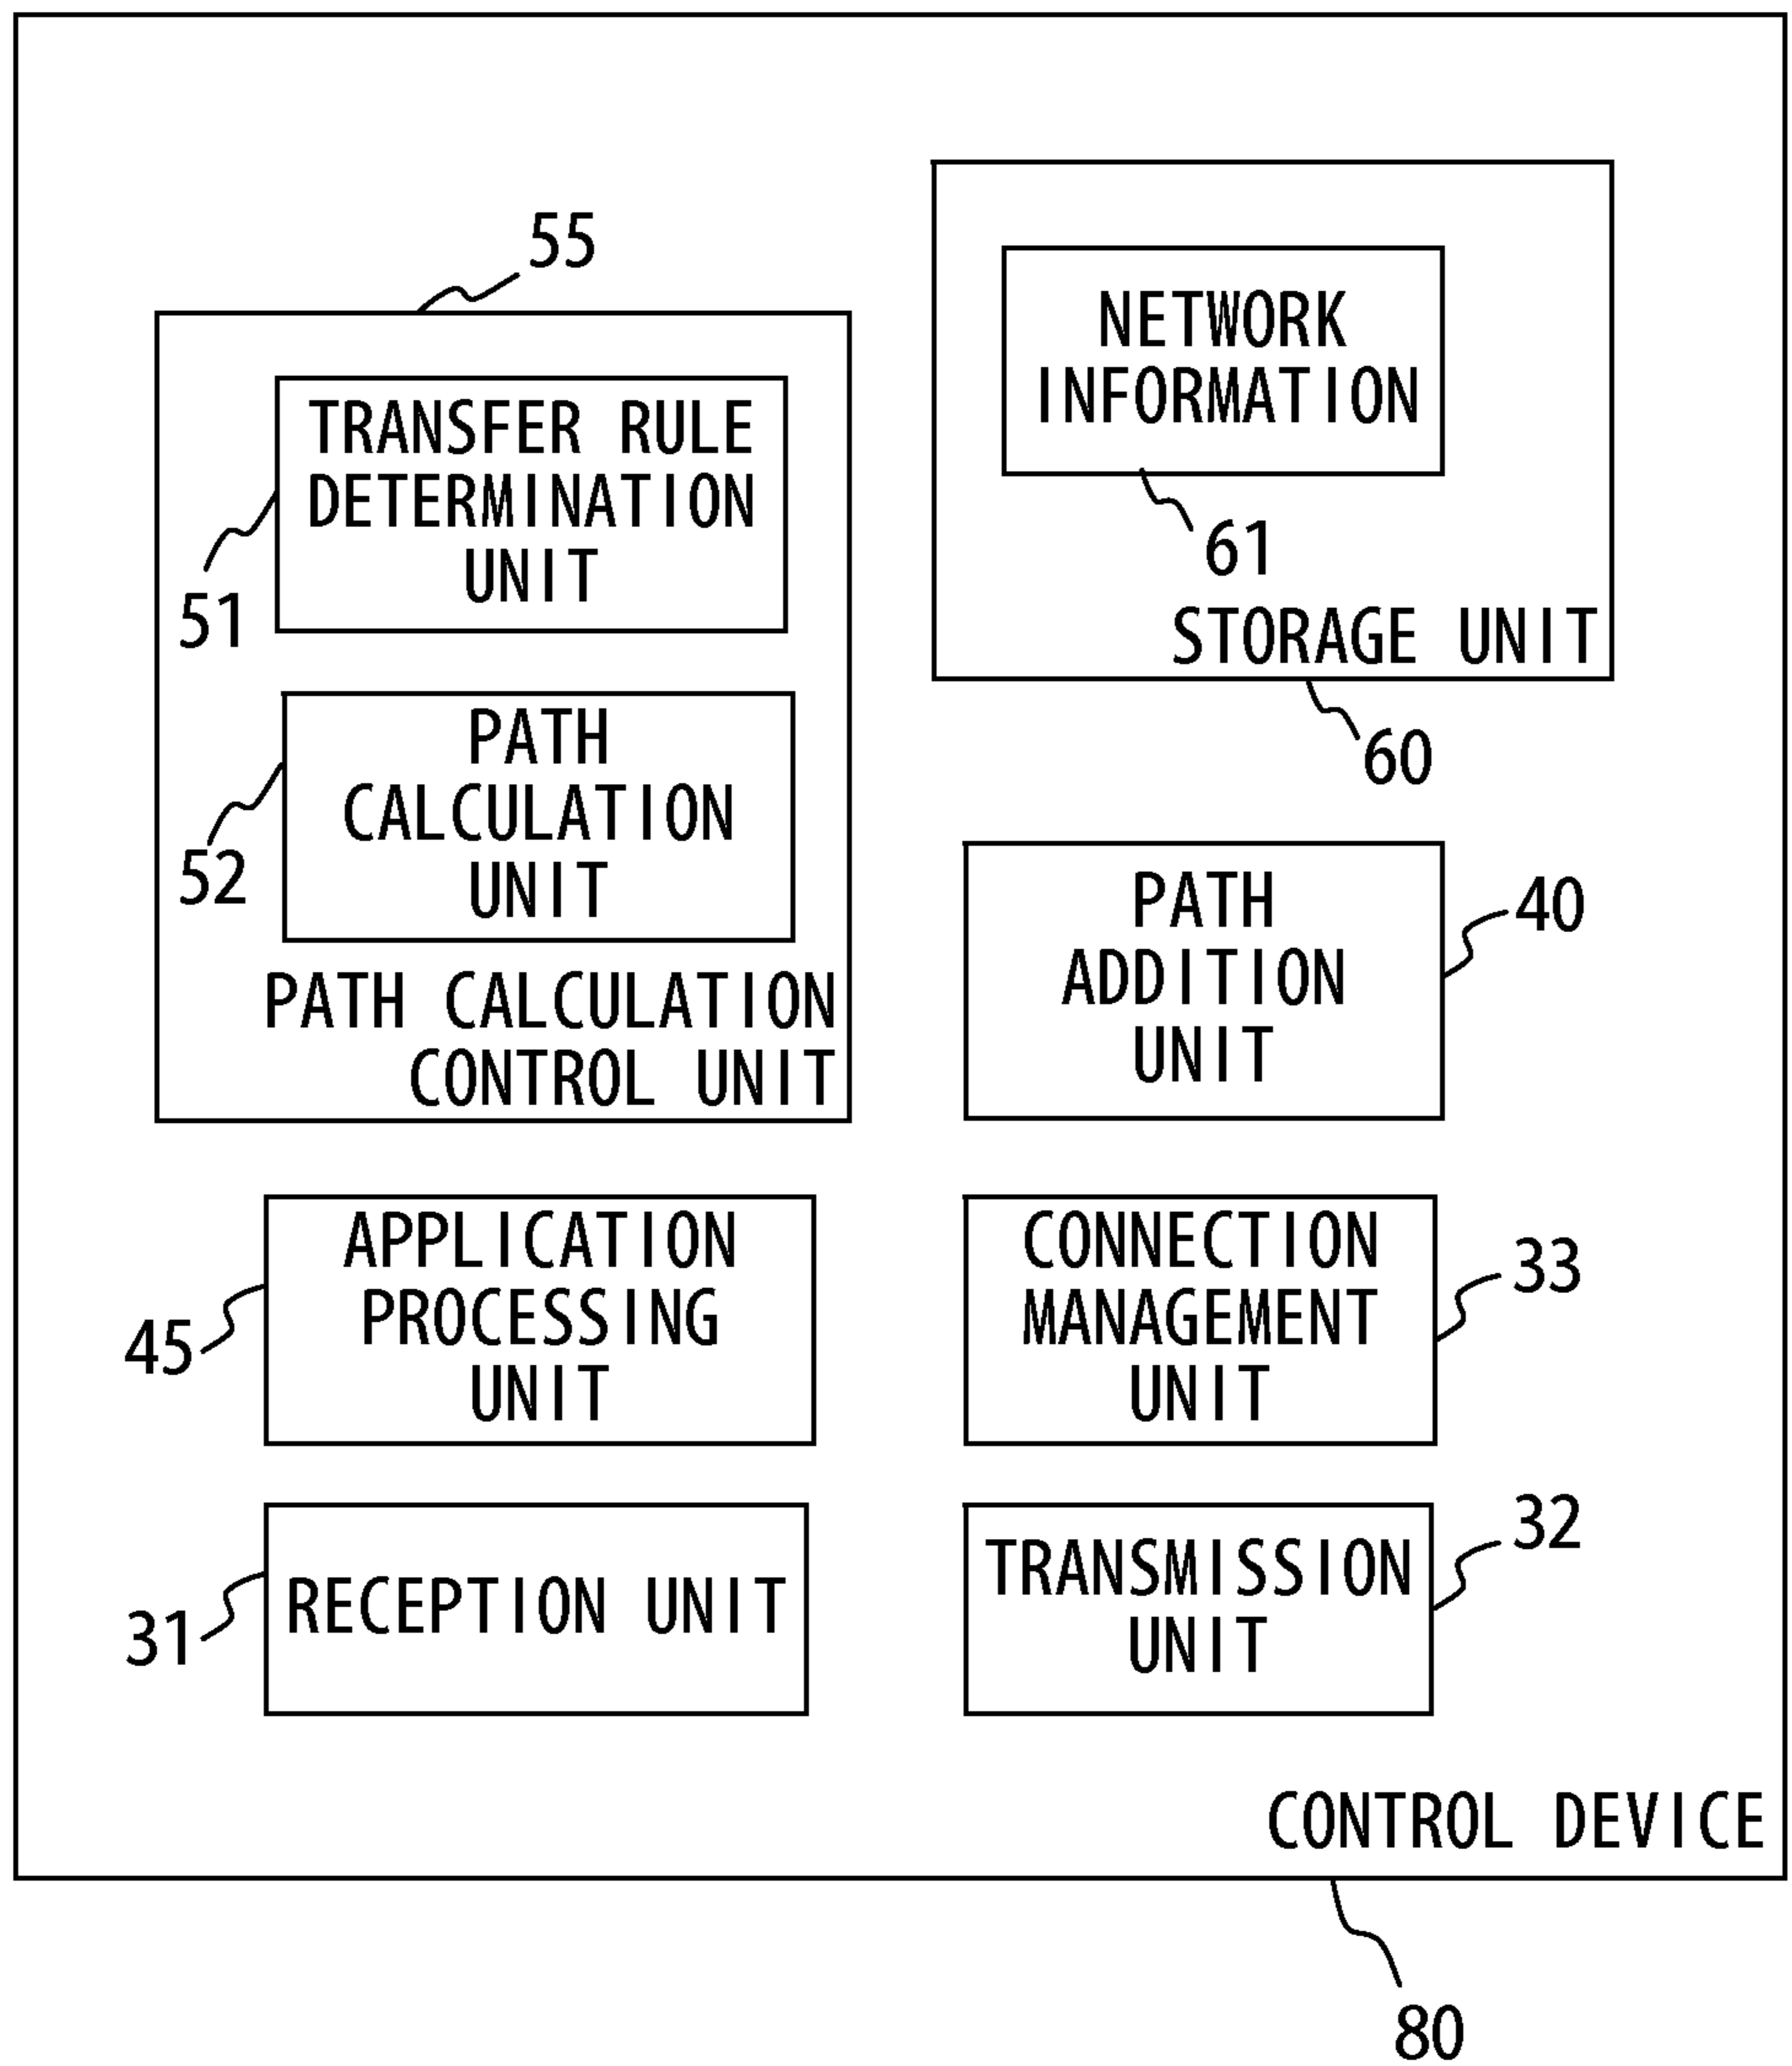 55
TRANSFER RULE
DETERMINATION
UNIT
51
PATH
CALCULATION
UNIT
52
PATH CALCULATION
CONTROL UNIT
NETWORK
INFORMATION
61
STORAGE UNIT
60
PATH
ADDITION
UNIT
40
APPLICATION
PROCESSING
UNIT
45
CONNECTION
MANAGEMENT
UNIT
33
RECEPTION UNIT
31
TRANSMISSION
UNIT
32
CONTROL DEVICE
80